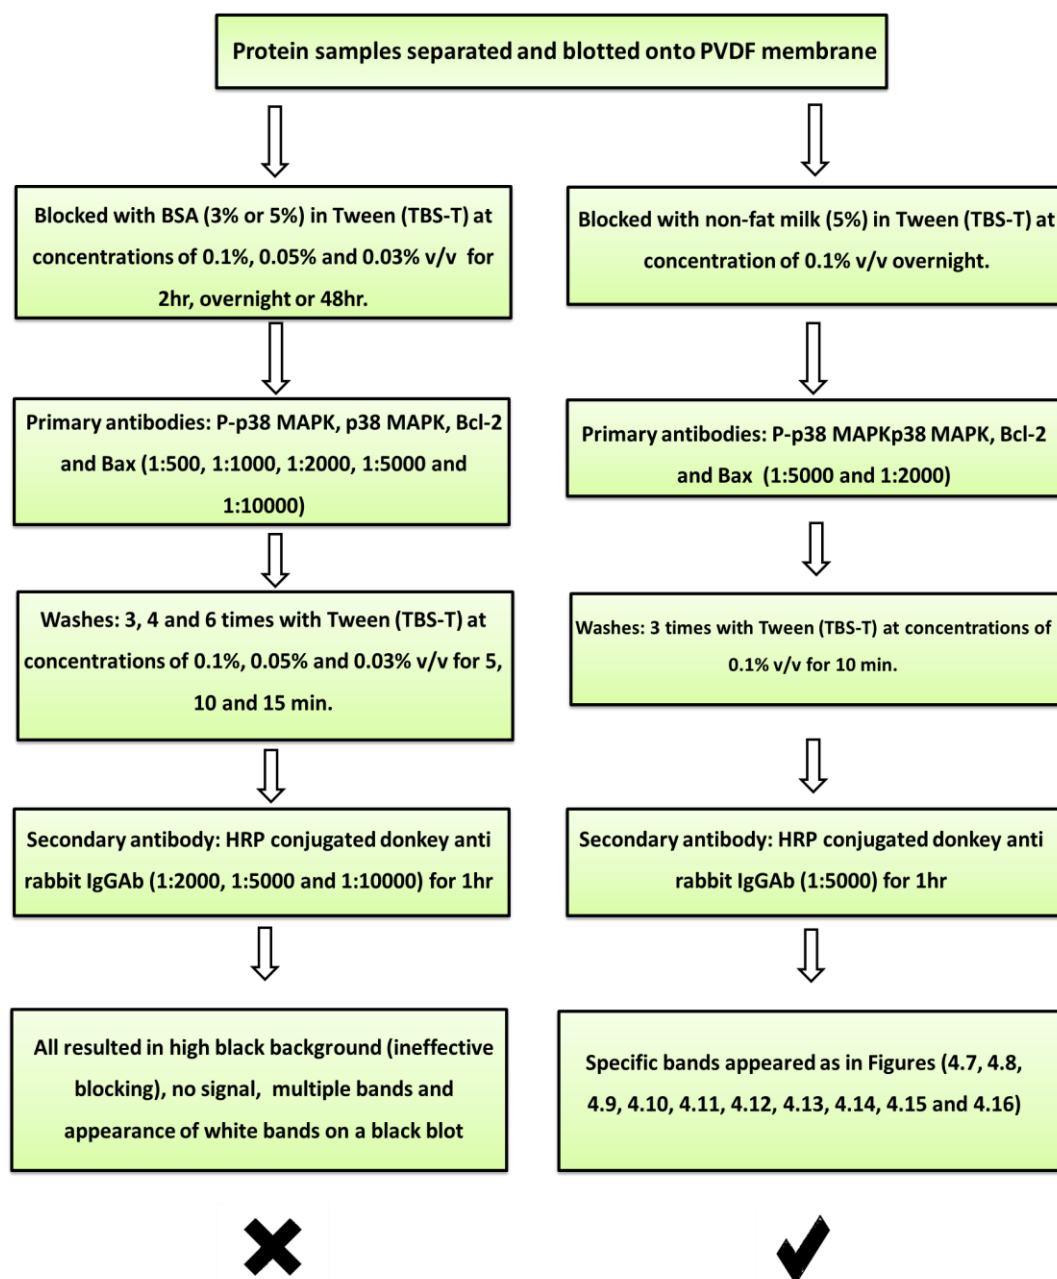 Protein samples separated and blotted onto PVDF membrane
Blocked with BSA (3% or 5%) in Tween (TBS-T) at
concentrations of 0.1%, 0.05% and 0.03% v/v for
2hr, overnight or 48hr.
Primary antibodies: P-p38 MAPK, p38 MAPK, Bcl-2
and Bax (1:500, 1:1000, 1:2000, 1:5000 and
1:10000)
Washes: 3, 4 and 6 times with Tween (TBS-T) at
concentrations of 0.1%, 0.05% and 0.03% v/v for 5,
10 and 15 min.
Secondary antibody: HRP conjugated donkey anti
rabbit IgGAb (1:2000, 1:5000 and 1:10000) for 1hr
All resulted in high black background (ineffective
blocking), no signal, multiple bands and
appearance of white bands on a black blot
Blocked with non-fat milk (5%) in Tween (TBS-T) at
concentration of 0.1% v/v overnight.
Primary antibodies: P-p38 MAPKp38 MAPK, Bcl-2
and Bax (1:5000 and 1:2000)
Washes: 3 times with Tween (TBS-T) at concentrations of
0.1% v/v for 10 min.
Secondary antibody: HRP conjugated donkey anti
rabbit IgGAb (1:5000) for 1hr
Specific bands appeared as in Figures (4.7, 4.8,
4.9, 4.10, 4.11, 4.12, 4.13, 4.14, 4.15 and 4.16)